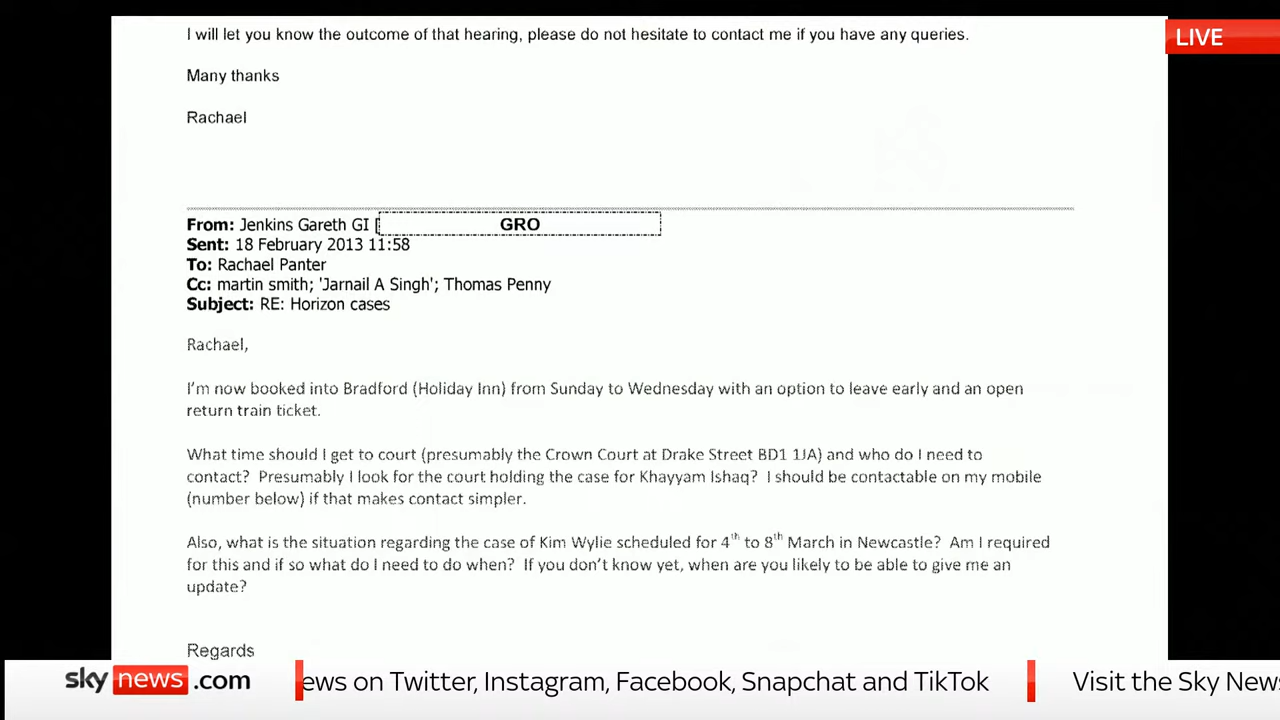 I will let you know the outcome of that hearing, please do not hesitate to contact me if you have any queries.
LIVE
Many thanks
Rachael
From: Jenkins Gareth GI [ GRO
Sent: 18 February 2013 11:58
To: Rachael Panter
Cc: martin smith; 'Jarnail A Singh'; Thomas Penny
Subject: RE: Horizon cases
Rachael,
I'm now booked into Bradford (Holiday Inn) from Sunday to Wednesday with an option to leave early and an open
return train ticket.
What time should I get to court (presumably the Crown Court at Drake Street BD1 1JA) and who do I need to
contact? Presumably I look for the court holding the case for Khayyam Ishaq? I should be contactable on my mobile
(number below) if that makes contact simpler.
Also, what is the situation regarding the case of Kim Wylie scheduled for 4th to 8th March in Newcastle? Am I required
for this and if so what do I need to do when? If you don't know yet, when are you likely to be able to give me an
update?
Regards
sky news .com ews on Twitter, Instagram, Facebook, Snapchat and TikTok Visit the Sky News